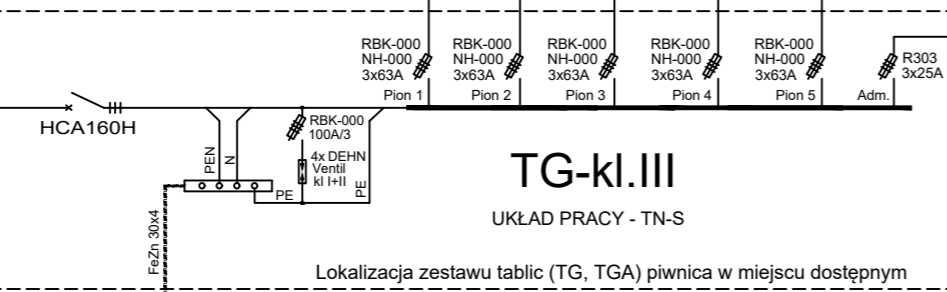 RBK-000
NH-000
3x63A
Pion 1
RBK-000
NH-000
3x63A
Pion 2
RBK-000
NH-000
3x63A
Pion 3
RBK-000
NH-000
3x63A
Pion 4
RBK-000
NH-000
3x63A
Pion 5
R303
3x25A
Adm.
HCA160H
PEN
N
RBK-000
100A/3
4x DEHN
Ventil
kl I+II
PE
PE
FeZn 30x4
TG-kl.III
UKŁAD PRACY - TN-S
Lokalizacja zestawu tablic (TG, TGA) piwnica w miejscu dostępnym